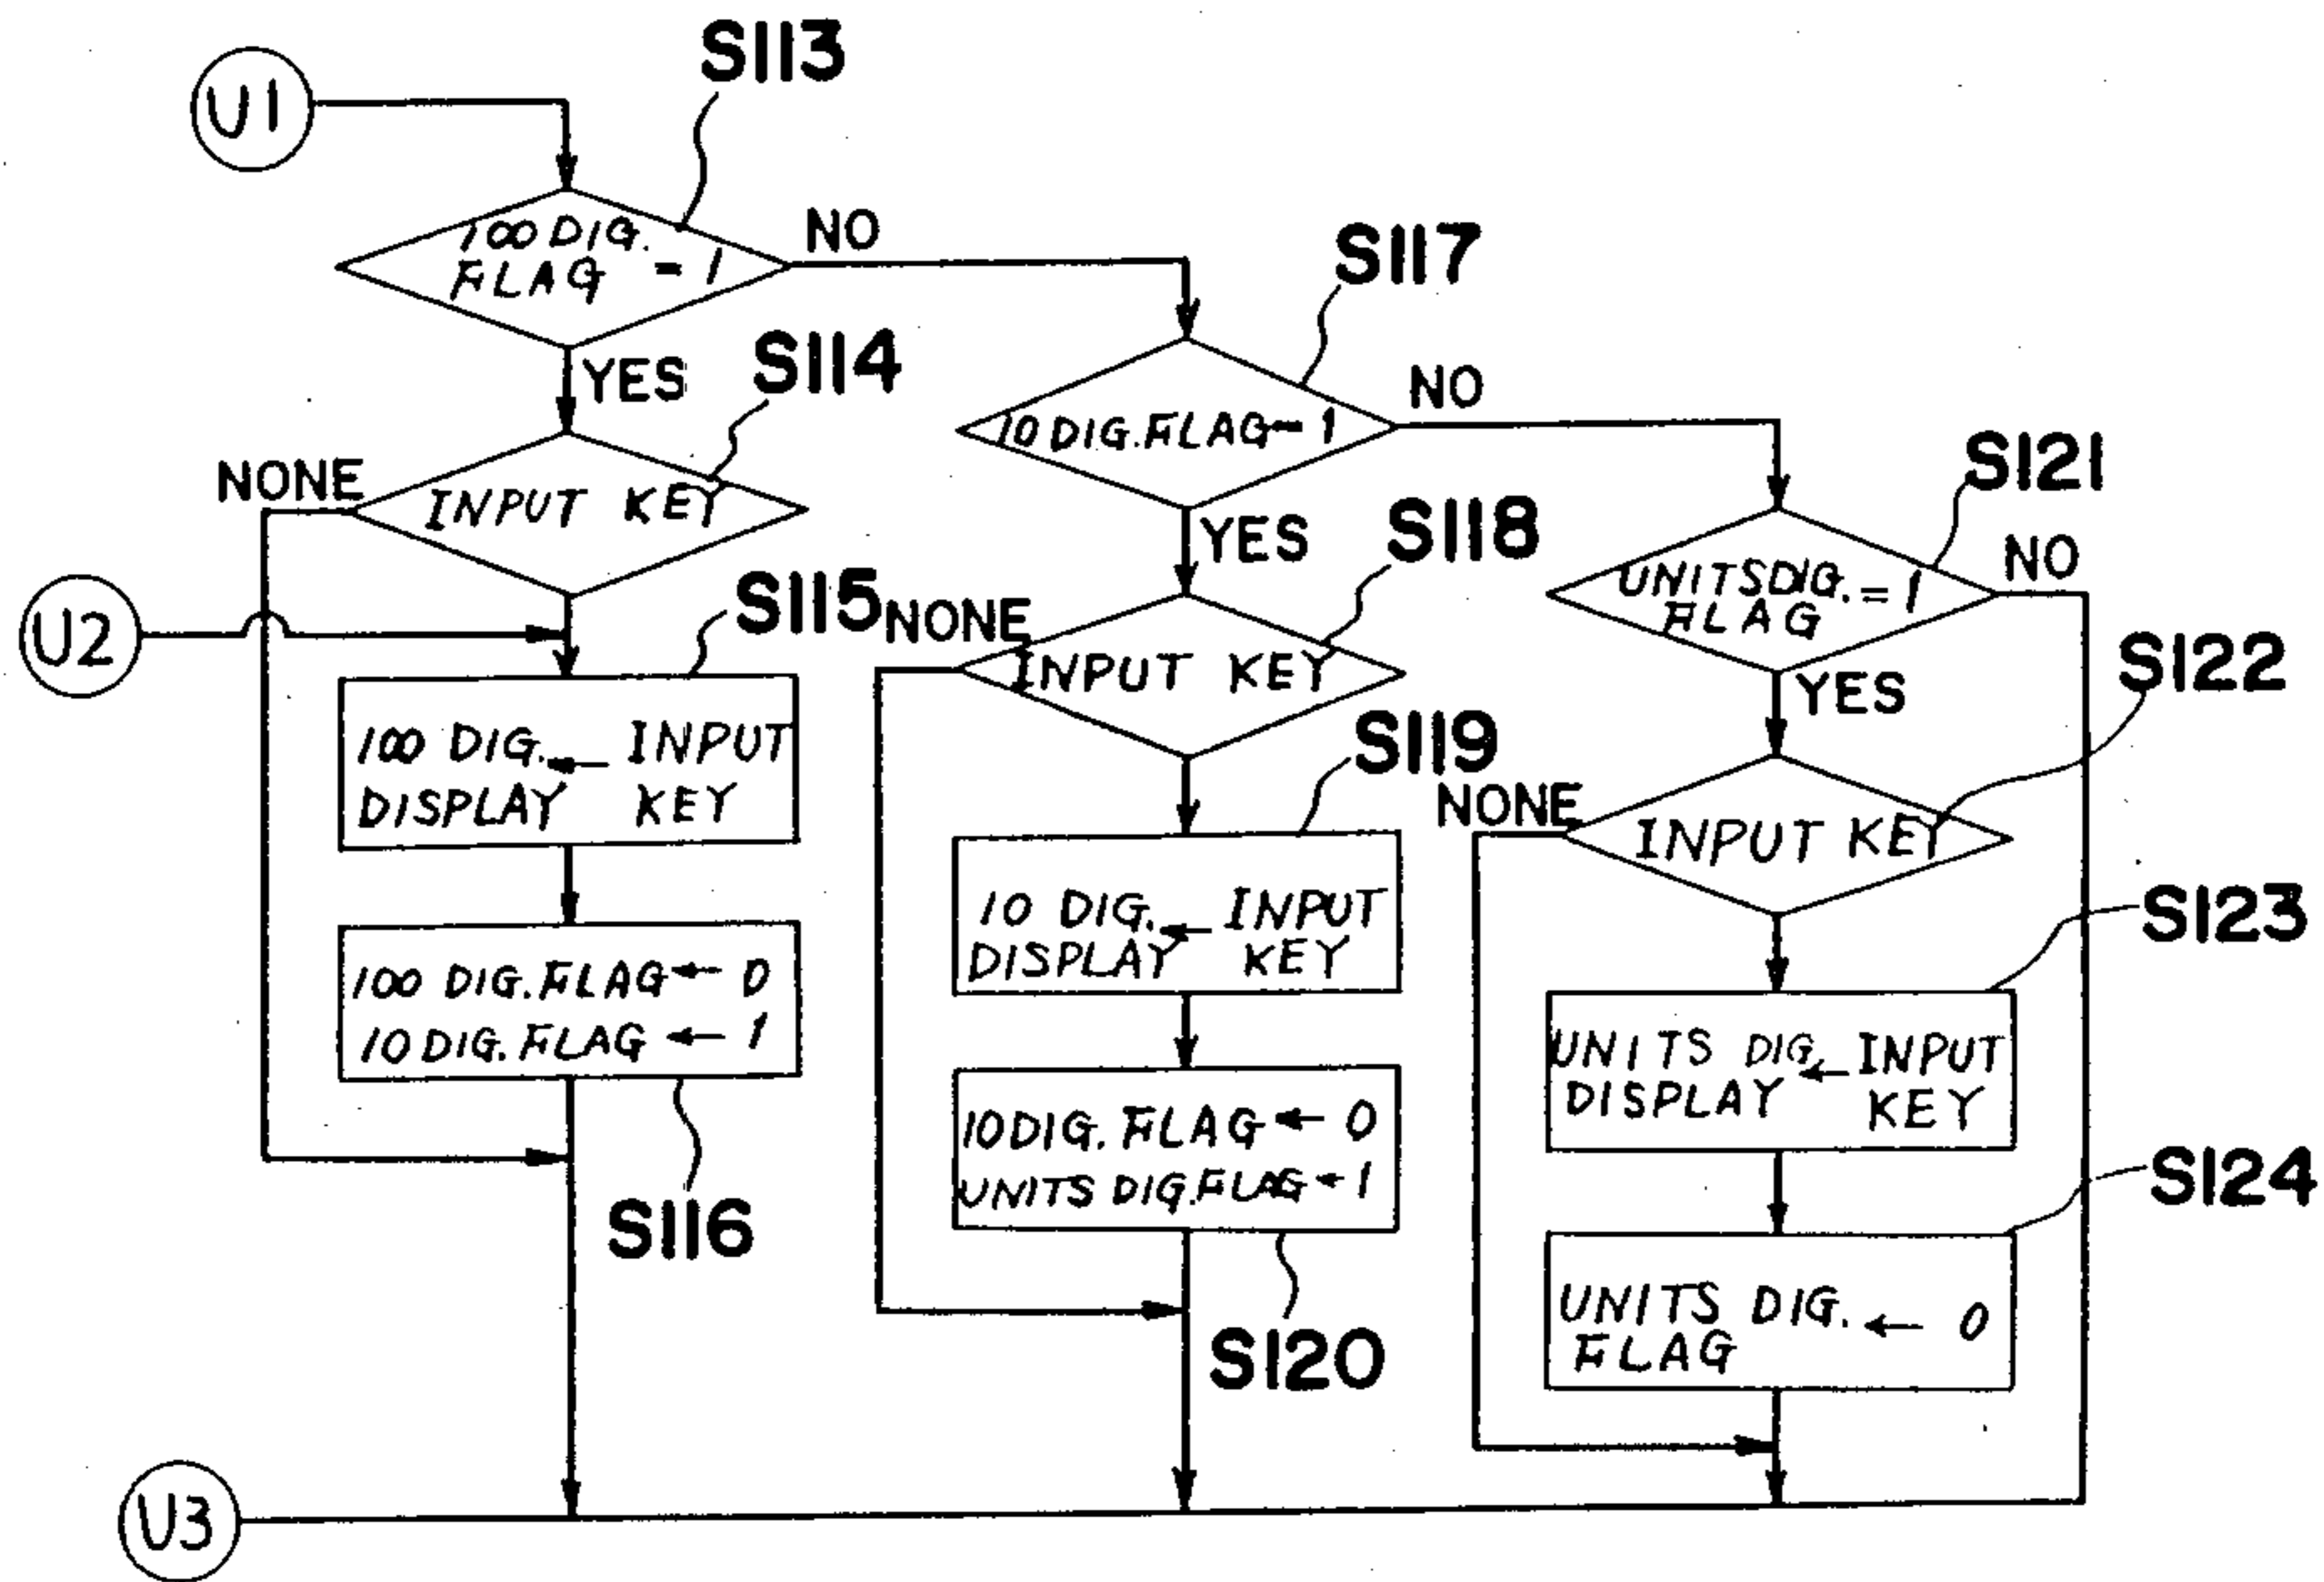 S113
U1
100 DIG.
FLAG = 1
NO
S117
YES
S114
10 DIG. FLAG = 1
NO
S121
NONE
INPUT KEY
YES
S118
UNITS DIG. = 1
FLAG
NO
U2
S115
NONE
INPUT KEY
YES
S122
100 DIG. ← INPUT
DISPLAY KEY
S119
NONE
INPUT KEY
10 DIG. ← INPUT
DISPLAY KEY
S123
100 DIG. FLAG ← 0
10 DIG. FLAG ← 1
UNITS DIG. ← INPUT
DISPLAY KEY
10 DIG. FLAG ← 0
UNITS DIG. FLAG ← 1
S124
S116
S120
UNITS DIG. ← 0
FLAG
U3